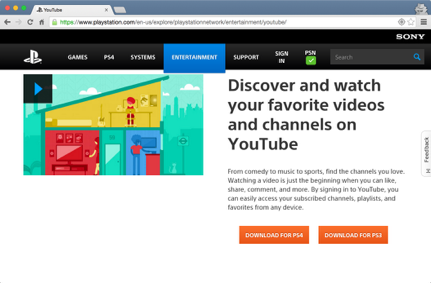 YouTube
https://www.playstation.com/en-us/explore/playstationnetwork/entertainment/youtube/
SONY
GAMES PS4 SYSTEMS ENTERTAINMENT SUPPORT SIGN IN PSN Search
Discover and watch
your favorite videos
and channels on
YouTube
From comedy to music to sports, find the channels you love.
Watching a video is just the beginning when you can like,
share, comment, and more. By signing in to YouTube, you
can easily access your subscribed channels, playlists, and
favorites from any device.
DOWNLOAD FOR PS4 DOWNLOAD FOR PS3
Feedback